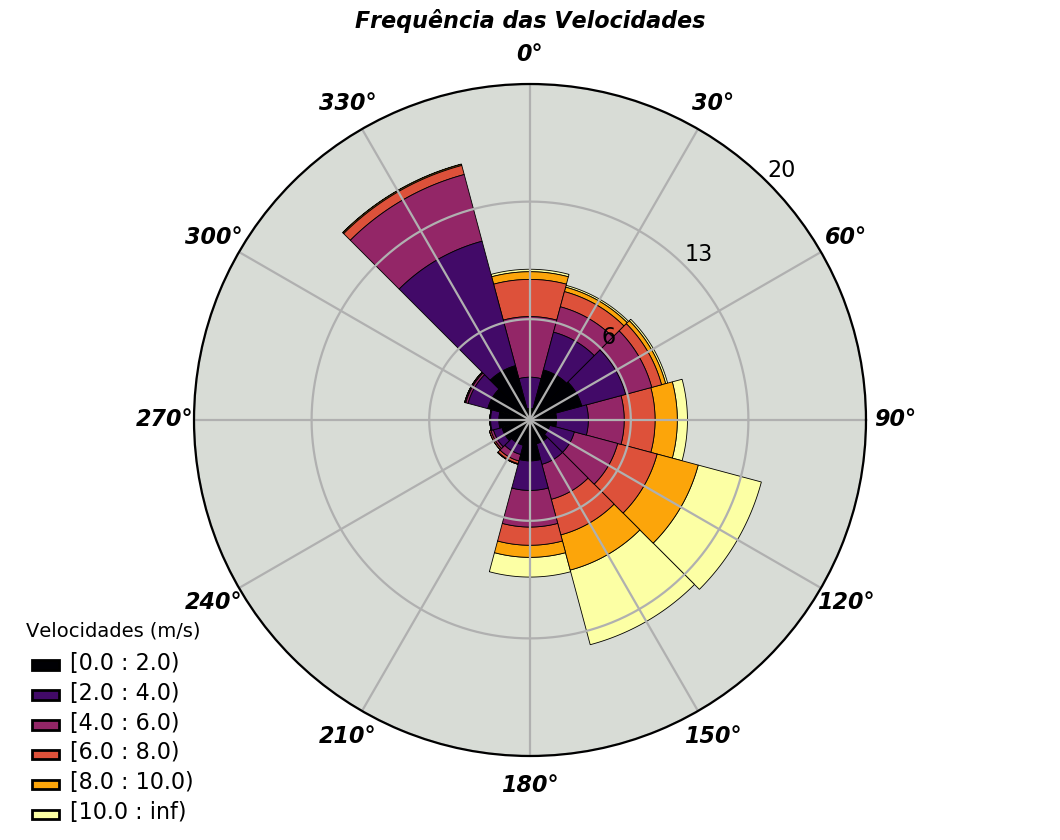 Frequência das Velocidades
0°
330°
30°
20
300°
60°
13
6
270°
90°
240°
120°
210°
150°
180°
Velocidades (m/s)
[0.0 : 2.0)
[2.0 : 4.0)
[4.0 : 6.0)
[6.0 : 8.0)
[8.0 : 10.0)
[10.0 : inf)